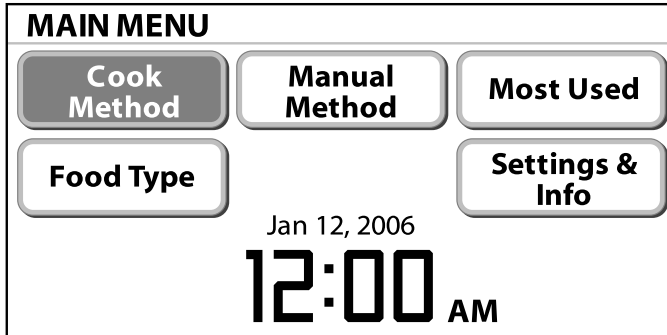 MAIN MENU
Cook
Method
Manual
Method
Most Used
Food Type
Settings &
Info
Jan 12, 2006
12:00 AM